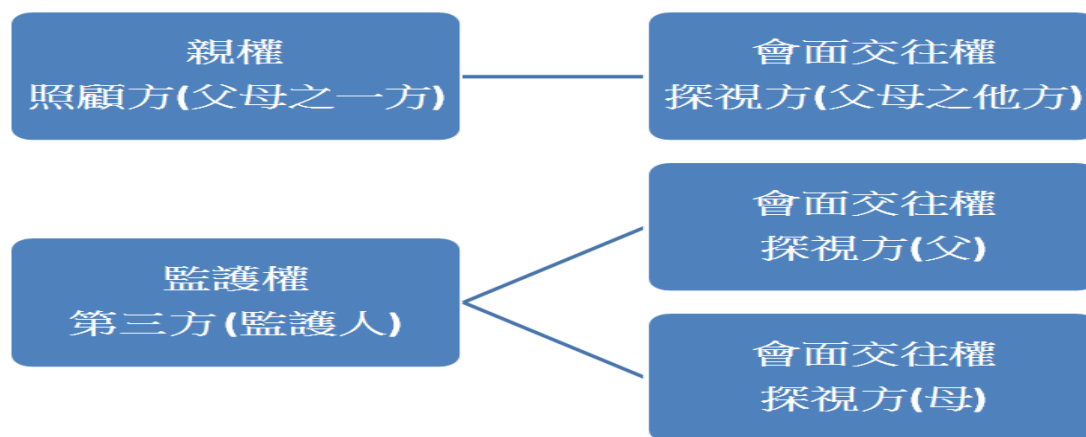 親權
照顧方(父母之一方)
會面交往權
探視方(父母之他方)
監護權
第三方(監護人)
會面交往權
探視方(父)
會面交往權
探視方(母)